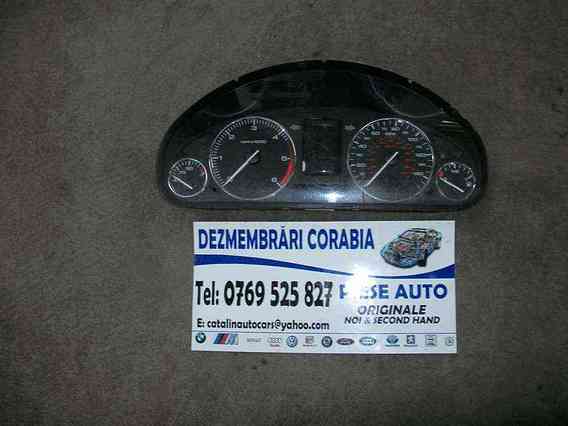 DEZMEMBRĂRI CORABIA
Tel: 0769 525 827
PIESE AUTO
ORIGINALE
NOI & SECOND HAND
E: catalinautocars@yahoo.com